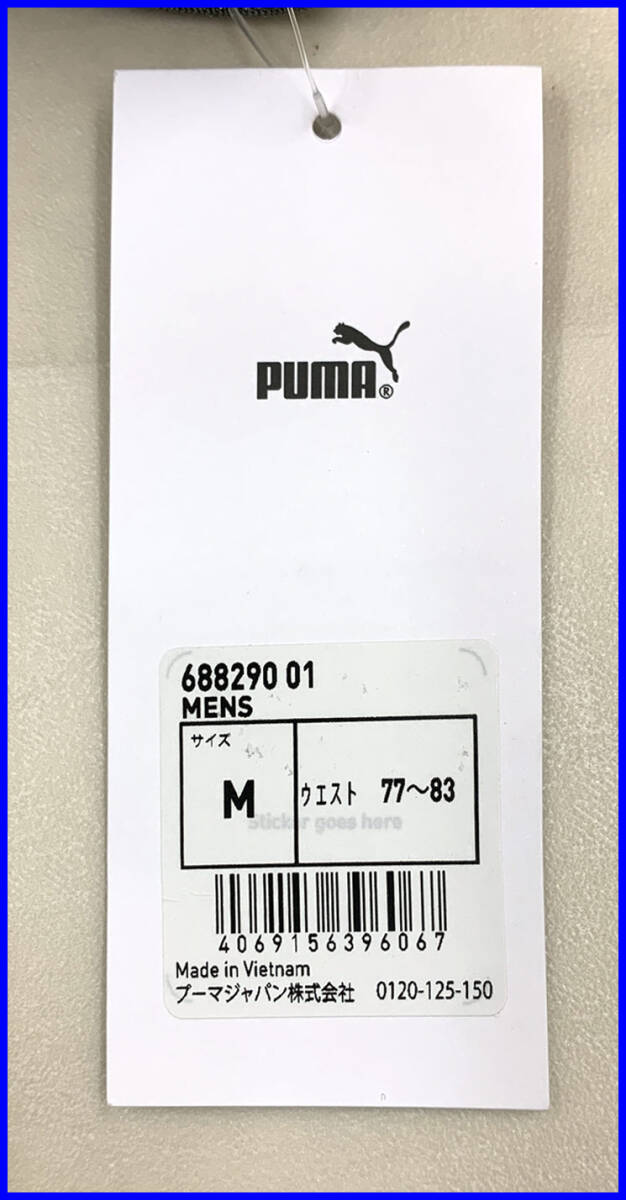 PUMA®
688290 01
MENS
サイズ
M
ウエスト 77～83
Sticker goes here
4069156396067
Made in Vietnam
プーマジャパン株式会社 0120-125-150